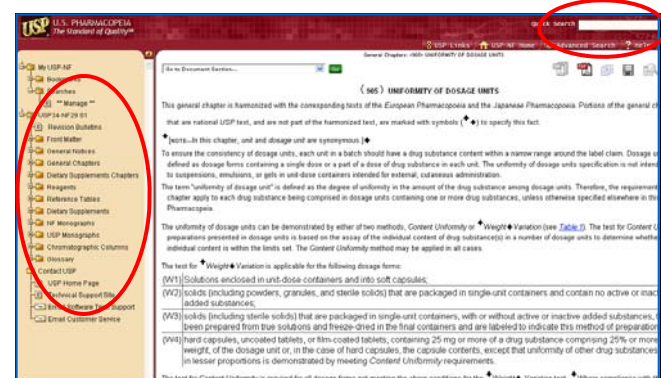 USP U.S. PHARMACOPEIA
The Standard of Quality℠
Quick Search
USP Links USP-NF Home Advanced Search Help
General Chapters: <905> UNIFORMITY OF DOSAGE UNITS
Go to Document Section...
My USP-NF
Bookmarks
Searches
** Manage **
USP34-NF29 S1
Revision Bulletins
Front Matter
General Notices
General Chapters
Dietary Supplements Chapters
Reagents
Reference Tables
Dietary Supplements
NF Monographs
USP Monographs
Chromatographic Columns
Glossary
Contact USP
USP Home Page
Technical Support Site
Email Software Tech Support
Email Customer Service
〈 905 〉 UNIFORMITY OF DOSAGE UNITS
This general chapter is harmonized with the corresponding texts of the European Pharmacopoeia and the Japanese Pharmacopoeia. Portions of the general
that are national USP text, and are not part of the harmonized text, are marked with symbols (♦♦) to specify this fact.
♦[NOTE—In this chapter, unit and dosage unit are synonymous.]♦
To ensure the consistency of dosage units, each unit in a batch should have a drug substance content within a narrow range around the label claim. Dosage
defined as dosage forms containing a single dose or a part of a dose of drug substance in each unit. The uniformity of dosage units specification is not
to suspensions, emulsions, or gels in unit-dose containers intended for external, cutaneous administration.
The term "uniformity of dosage unit" is defined as the degree of uniformity in the amount of the drug substance among dosage units. Therefore, the
chapter apply to each drug substance being comprised in dosage units containing one or more drug substances, unless otherwise specified elsewhere in
Pharmacopeia.
The uniformity of dosage units can be demonstrated by either of two methods, Content Uniformity or ♦Weight♦ Variation (see Table 1). The test for Content
preparations presented in dosage units is based on the assay of the individual content of drug substance(s) in a number of dosage units to determine
individual content is within the limits set. The Content Uniformity method may be applied in all cases.
The test for ♦Weight♦ Variation is applicable for the following dosage forms:
(W1) Solutions enclosed in unit-dose containers and into soft capsules;
(W2) solids (including powders, granules, and sterile solids) that are packaged in single-unit containers and contain no active or
added substances;
(W3) solids (including sterile solids) that are packaged in single-unit containers, with or without active or inactive added substances,
been prepared from true solutions and freeze-dried in the final containers and are labeled to indicate this method of preparation
(W4) hard capsules, uncoated tablets, or film-coated tablets, containing 25 mg or more of a drug substance comprising 25% or more
weight, of the dosage unit or, in the case of hard capsules, the capsule contents, except that uniformity of other drug substances
in lesser proportions is demonstrated by meeting Content Uniformity requirements.